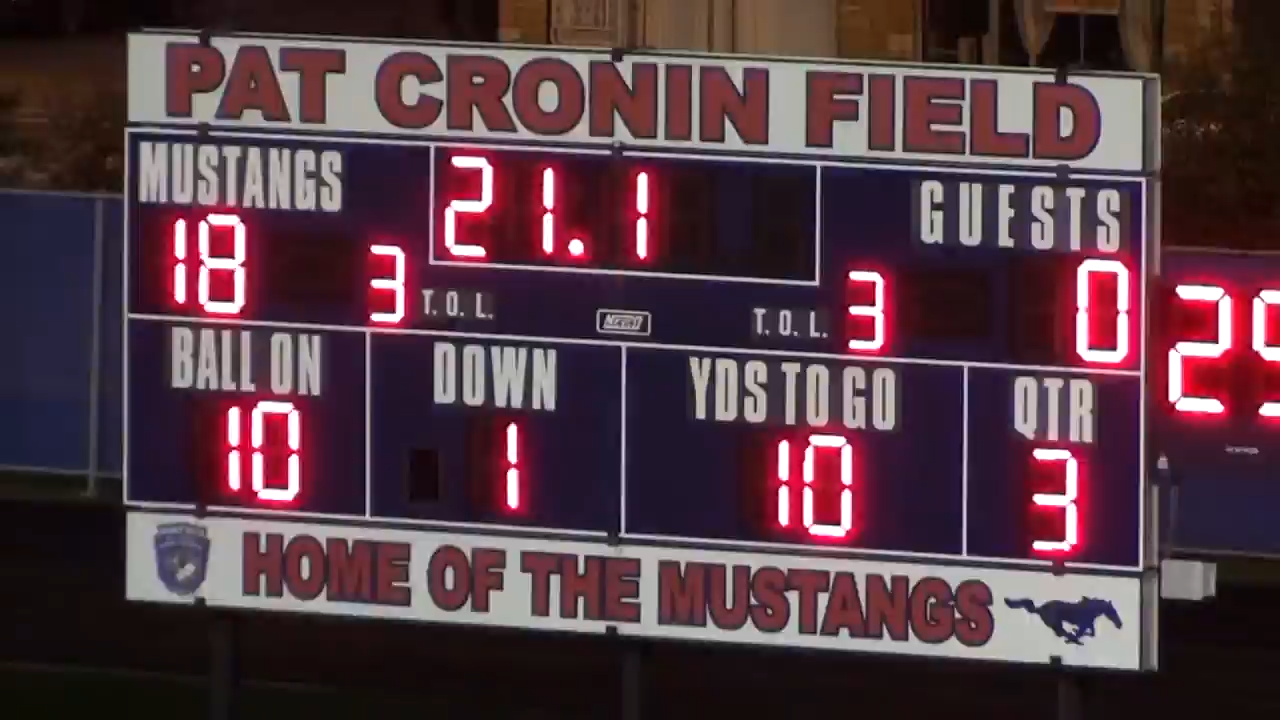 PAT CRONIN FIELD
MUSTANGS 21.1 GUESTS
18 3 T.O.L. T.O.L. 3 0
BALL ON DOWN YDS TO GO QTR
10 1 10 3
HOME OF THE MUSTANGS